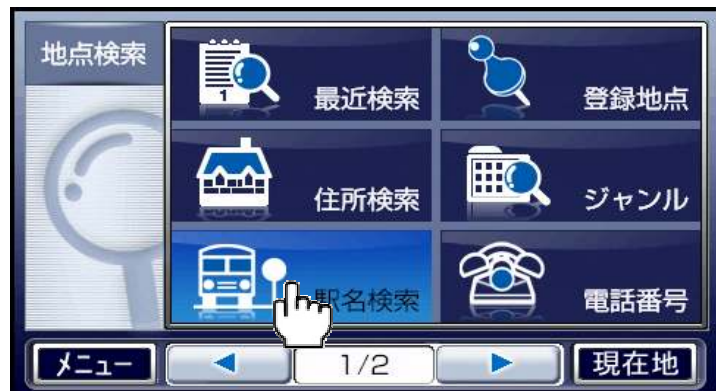 地点検索
最近検索
登録地点
住所検索
ジャンル
駅名検索
電話番号
メニュー
1/2
現在地